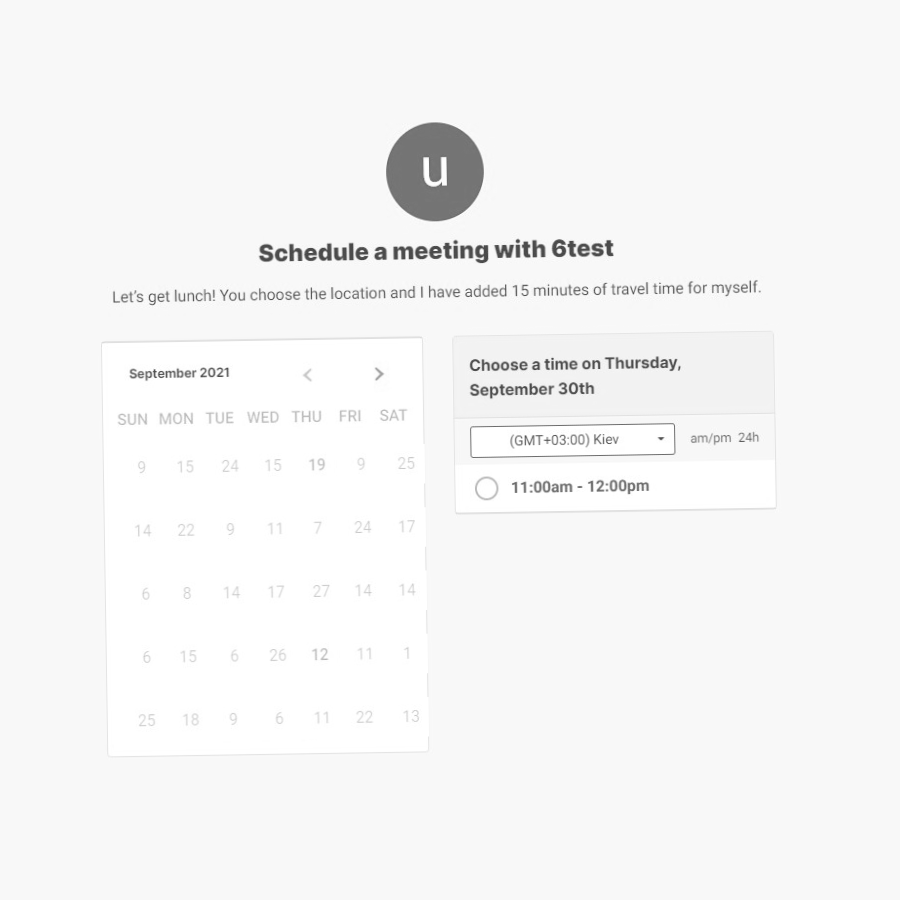 u
Schedule a meeting with 6test
Let's get lunch! You choose the location and I have added 15 minutes of travel time for myself.
September 2021
SUN MON TUE WED THU FRI SAT
9 15 24 15 19 9 25
14 22 9 11 7 24 17
6 8 14 17 27 14 14
6 15 6 26 12 11 1
25 18 9 6 11 22 13
Choose a time on Thursday,
September 30th
(GMT+03:00) Kiev am/pm 24h
11:00am - 12:00pm